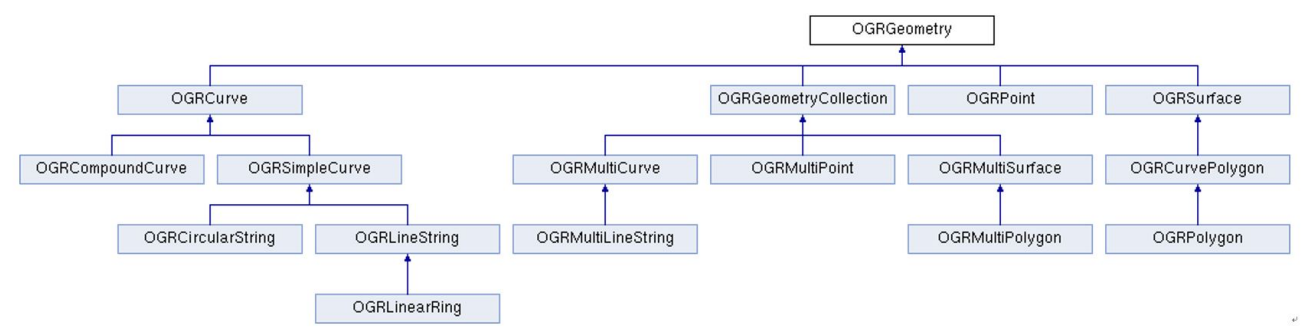 OGRGeometry
OGRCurve
OGRGeometryCollection
OGRPoint
OGRSurface
OGRCompoundCurve
OGRSimpleCurve
OGRMultiCurve
OGRMultiPoint
OGRMultiSurface
OGRCurvePolygon
OGRCircularString
OGRLineString
OGRMultiLineString
OGRMultiPolygon
OGRPolygon
OGRLinearRing